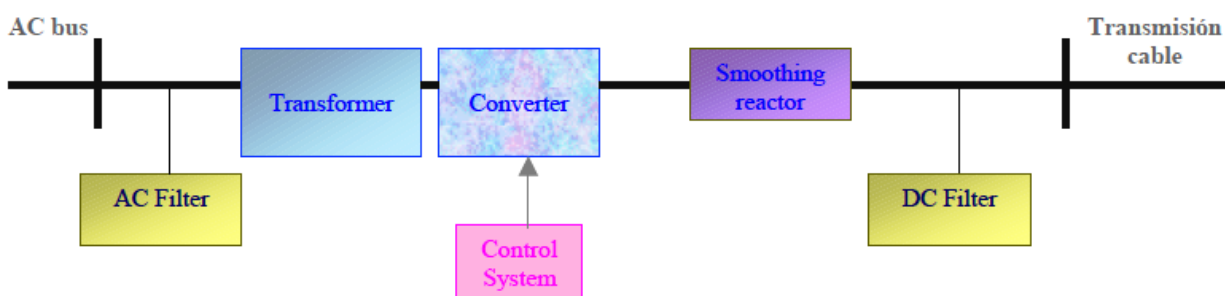 AC bus
Transmisión
cable
Transformer
Converter
Smoothing
reactor
AC Filter
DC Filter
Control
System